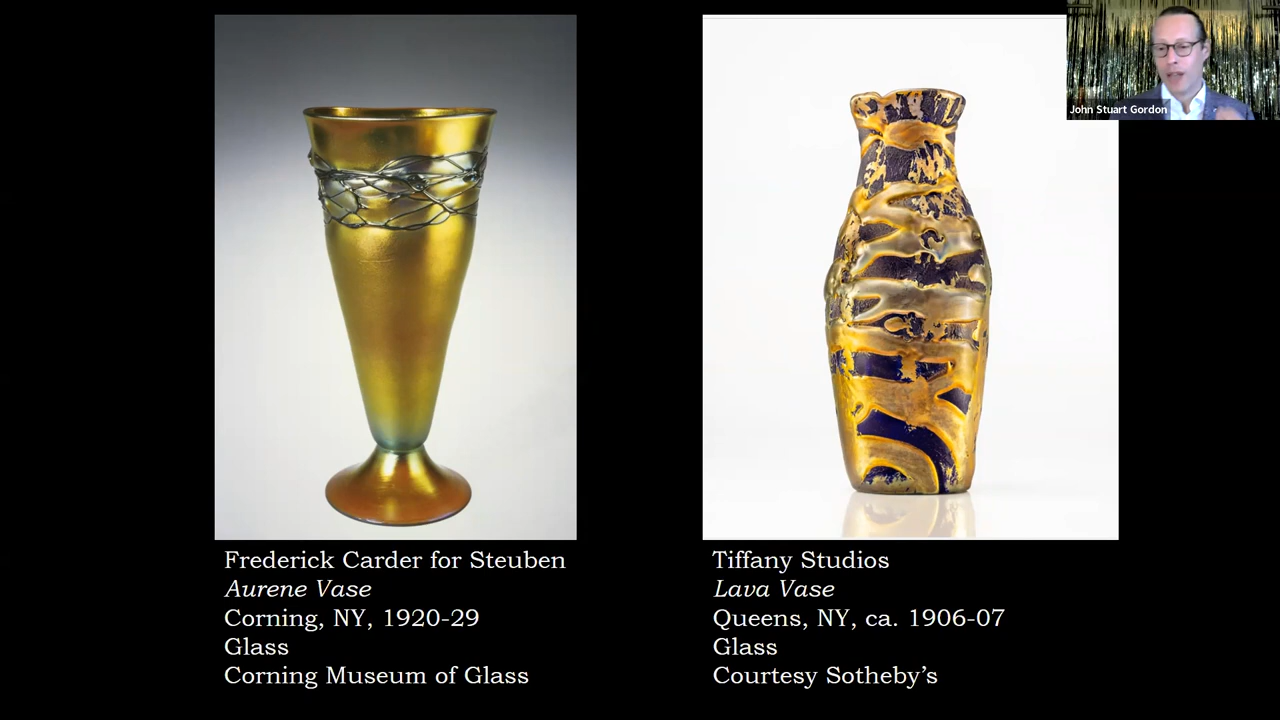 John Stuart Gordon
Frederick Carder for Steuben
Aurene Vase
Corning, NY, 1920-29
Glass
Corning Museum of Glass
Tiffany Studios
Lava Vase
Queens, NY, ca. 1906-07
Glass
Courtesy Sotheby’s